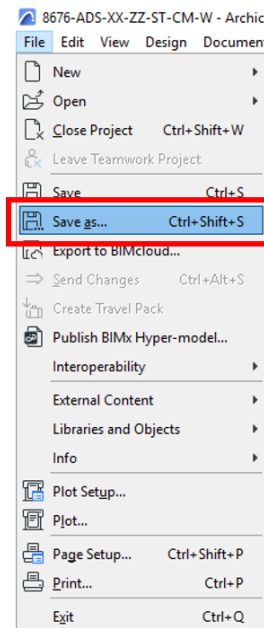 8676-ADS-XX-ZZ-ST-CM-W - Archic
File Edit View Design Documen
New
Open
Close Project Ctrl+Shift+W
Leave Teamwork Project
Save Ctrl+S
Save as... Ctrl+Shift+S
Export to BIMcloud...
Send Changes Ctrl+Alt+S
Create Travel Pack
Publish BIMx Hyper-model...
Interoperability
External Content
Libraries and Objects
Info
Plot Setup...
Plot...
Page Setup... Ctrl+Shift+P
Print... Ctrl+P
Exit Ctrl+Q